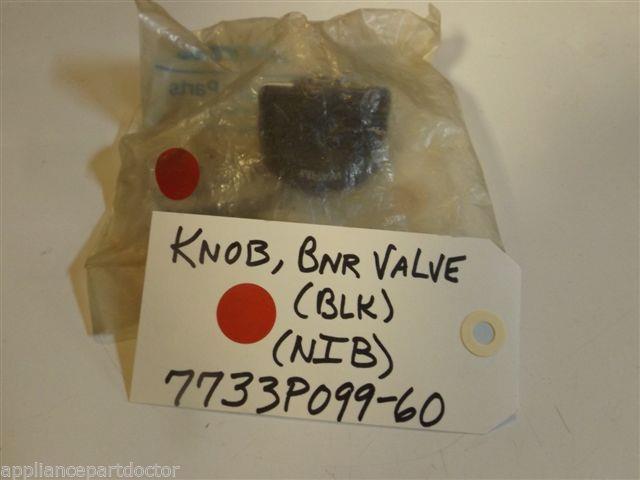 Parts
KNOB, BNR VALVE
(BLK)
(NIB)
7733P099-60
appliancepartdoctor